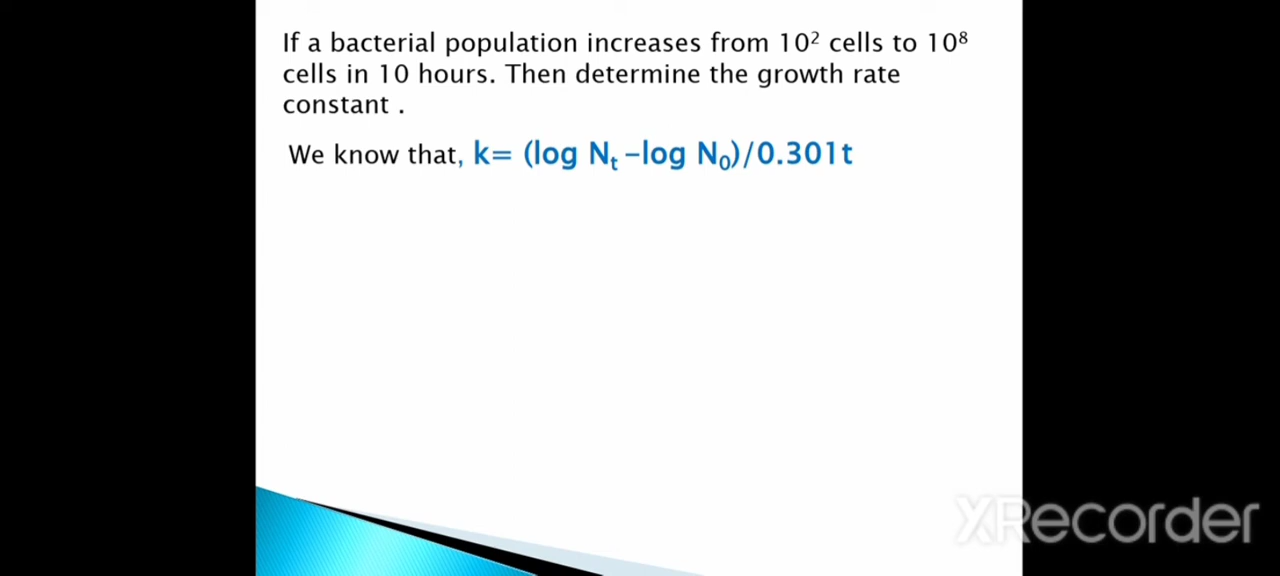 If a bacterial population increases from 10² cells to 10⁸
cells in 10 hours. Then determine the growth rate
constant .
We know that, k= (log Nₜ –log N₀)/0.301t
XRecorder